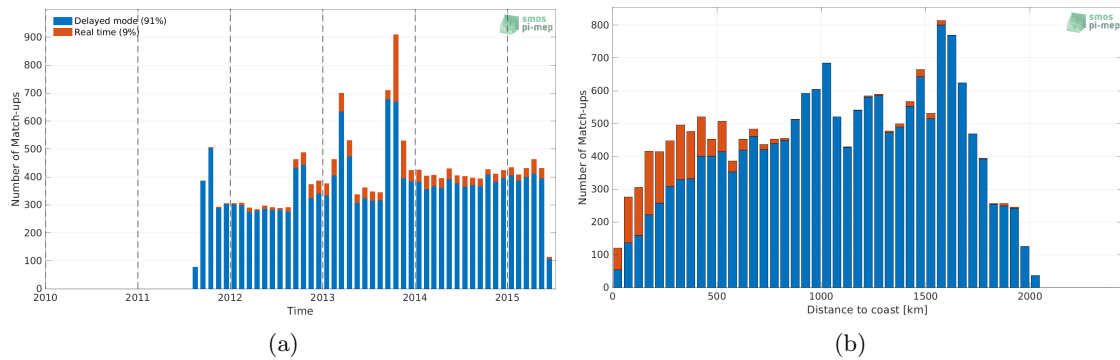 Delayed mode (91%)
Real time (9%)
smos
pi-mep
Number of Match-ups
900
800
700
600
500
400
300
200
100
0
2010 2011 2012 2013 2014 2015
Time
(a)
smos
pi-mep
Number of Match-ups
800
700
600
500
400
300
200
100
0
0 500 1000 1500 2000
Distance to coast [km]
(b)